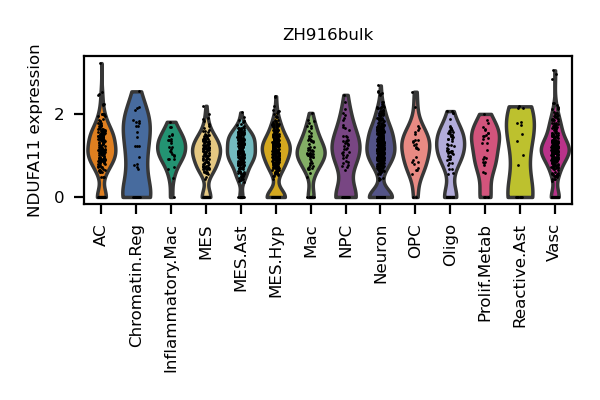 ZH916bulk
NDUFA11 expression
2
0
AC
Chromatin.Reg
Inflammatory.Mac
MES
MES.Ast
MES.Hyp
Mac
NPC
Neuron
OPC
Oligo
Prolif.Metab
Reactive.Ast
Vasc